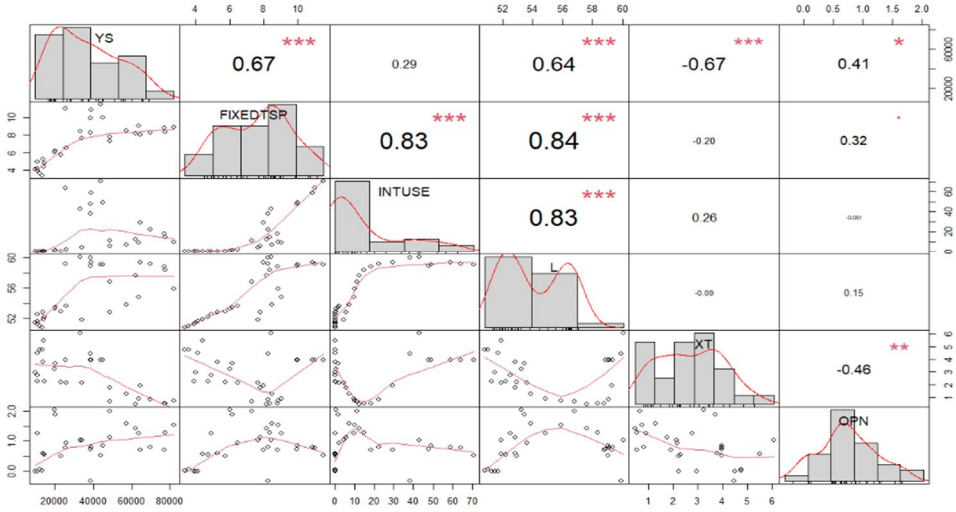 4 6 8 10 52 54 56 58 60 0.0 0.5 1.0 1.5 2.0
YS *** *** *** *
0.67 0.29 0.64 -0.67 0.41
20000 60000
FIXEDTSP *** ***
4 6 8 10 0.83 0.84 -0.20 0.32
INTUSE ***
0.83 0.26 -0.081
0 20 40 60
52 56 60 L -0.09 0.15
XT **
-0.46
1 2 3 4 5 6
0.0 1.0 2.0 OPN
20000 40000 60000 80000 0 10 20 30 40 50 60 70 1 2 3 4 5 6